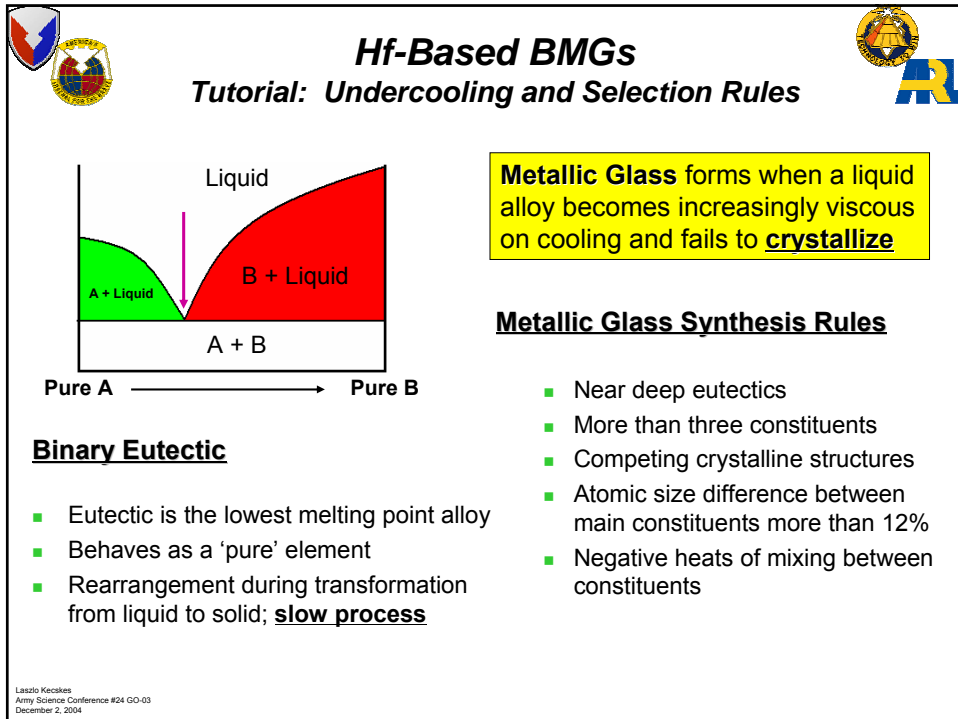 Hf-Based BMGs
Tutorial: Undercooling and Selection Rules
Liquid
A + Liquid
B + Liquid
A + B
Pure A
Pure B
Binary Eutectic
Eutectic is the lowest melting point alloy
Behaves as a ‘pure’ element
Rearrangement during transformation
from liquid to solid; slow process
Metallic Glass forms when a liquid
alloy becomes increasingly viscous
on cooling and fails to crystallize
Metallic Glass Synthesis Rules
Near deep eutectics
More than three constituents
Competing crystalline structures
Atomic size difference between
main constituents more than 12%
Negative heats of mixing between
constituents
Laszlo Kecskes
Army Science Conference #24 GO-03
December 2, 2004
AMERICA'S
ARL